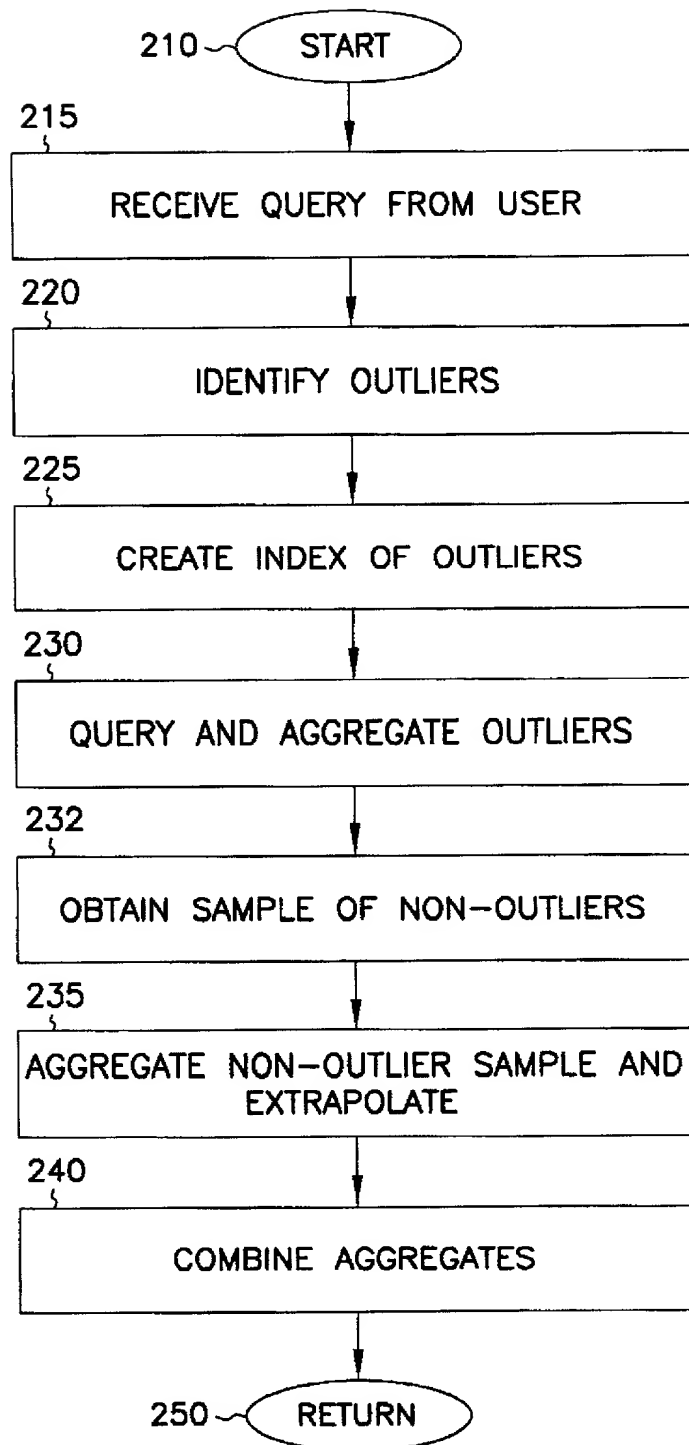 210 START
215
RECEIVE QUERY FROM USER
220
IDENTIFY OUTLIERS
225
CREATE INDEX OF OUTLIERS
230
QUERY AND AGGREGATE OUTLIERS
232
OBTAIN SAMPLE OF NON-OUTLIERS
235
AGGREGATE NON-OUTLIER SAMPLE AND
EXTRAPOLATE
240
COMBINE AGGREGATES
250 RETURN